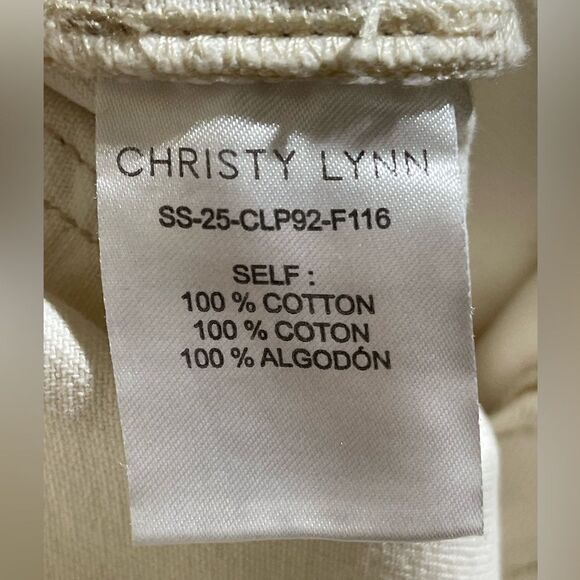 CHRISTY LYNN
SS-25-CLP92-F116
SELF :
100 % COTTON
100 % COTON
100 % ALGODÓN